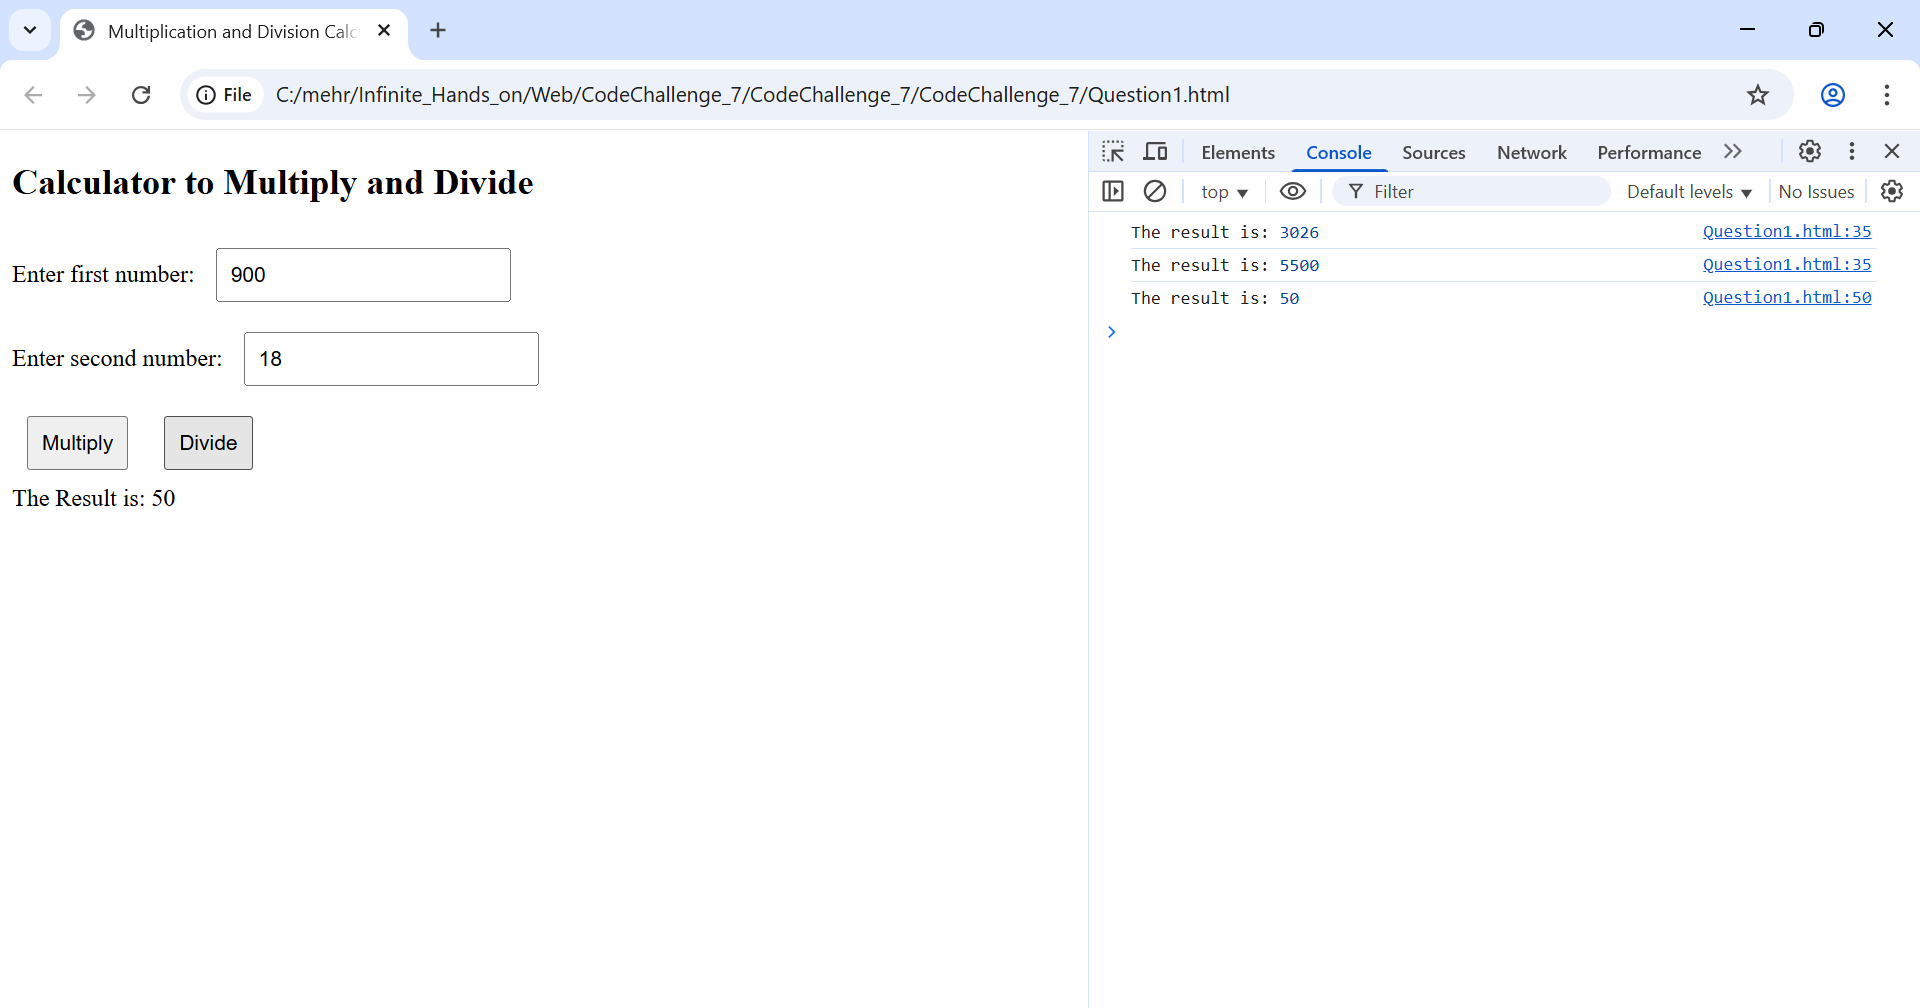 Multiplication and Division Calc
File C:/mehr/Infinite_Hands_on/Web/CodeChallenge_7/CodeChallenge_7/CodeChallenge_7/Question1.html
Calculator to Multiply and Divide
Enter first number: 900
Enter second number: 18
Multiply Divide
The Result is: 50
Elements Console Sources Network Performance
top Filter Default levels No Issues
The result is: 3026 Question1.html:35
The result is: 5500 Question1.html:35
The result is: 50 Question1.html:50